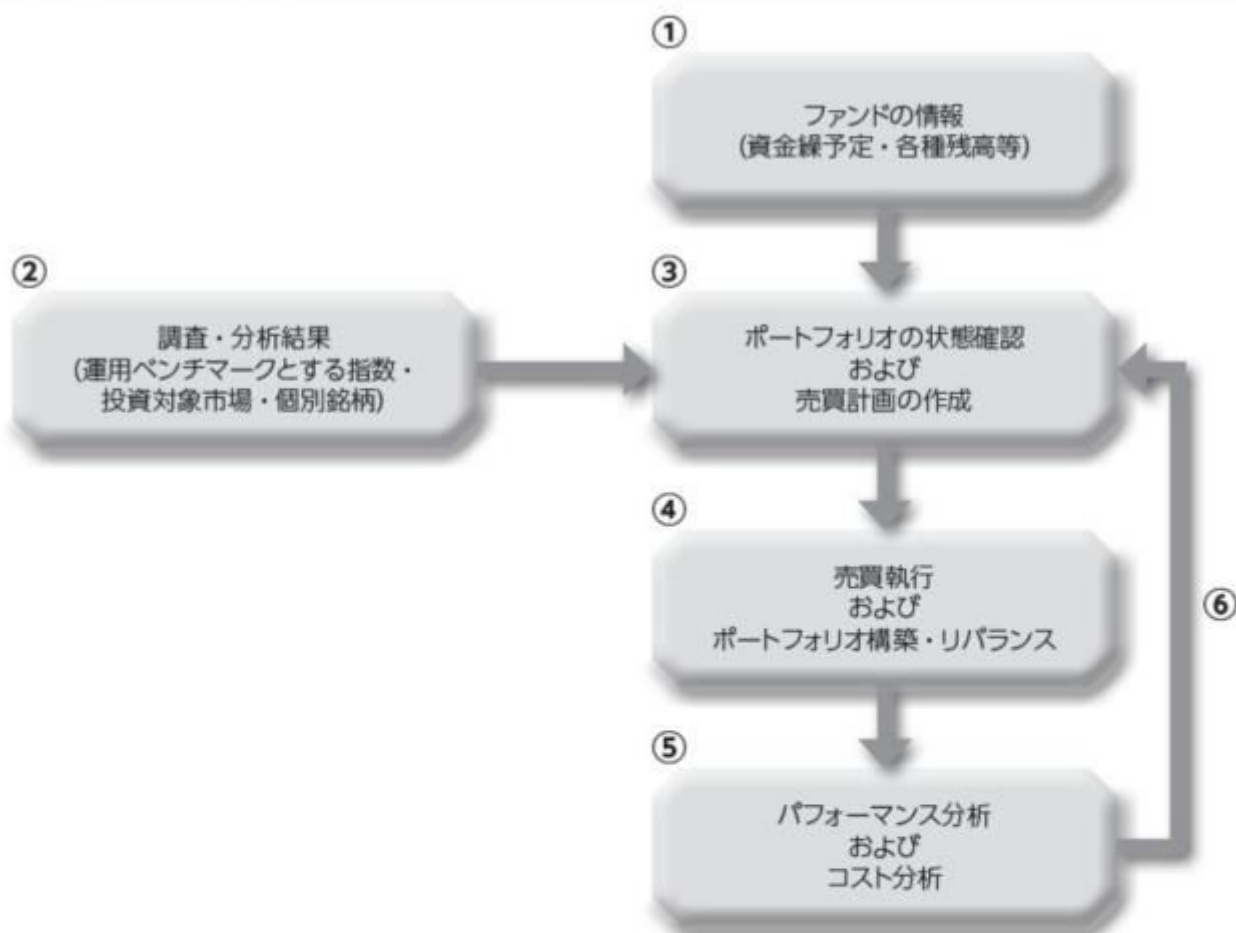 ①
ファンドの情報
(資金繰予定・各種残高等)
②
調査・分析結果
(運用ベンチマークとする指数・
投資対象市場・個別銘柄)
③
ポートフォリオの状態確認
および
売買計画の作成
④
売買執行
および
ポートフォリオ構築・リバランス
⑥
⑤
パフォーマンス分析
および
コスト分析